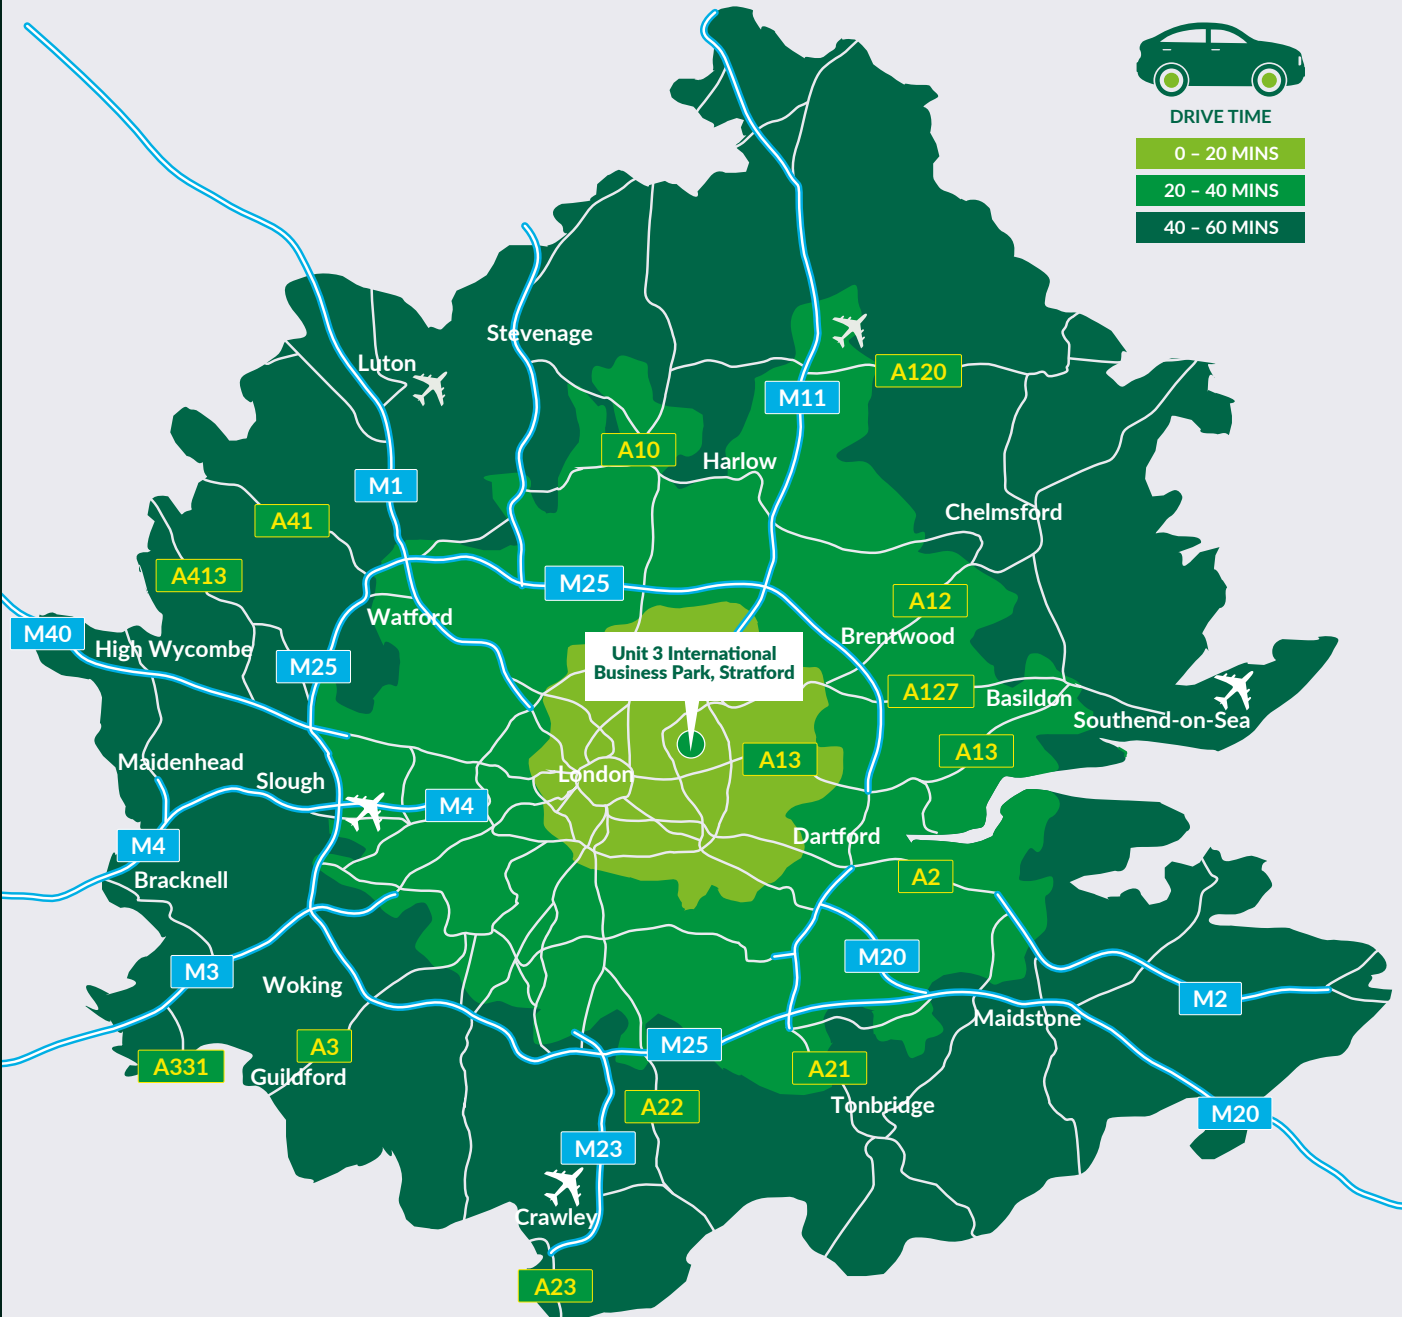 DRIVE TIME
0 – 20 MINS
20 – 40 MINS
40 – 60 MINS
Stevenage
Luton
A120
M11
A10
Harlow
M1
A41
Chelmsford
A413
M25
A12
Watford
M40
Brentwood
High Wycombe
M25
Unit 3 International
Business Park, Stratford
A127
Basildon
Southend-on-Sea
A13
A13
Maidenhead
Slough
London
M4
Dartford
M4
Bracknell
A2
M20
M3
Woking
M2
Maidstone
A3
M25
A331
Guildford
A21
A22
Tonbridge
M20
M23
Crawley
A23